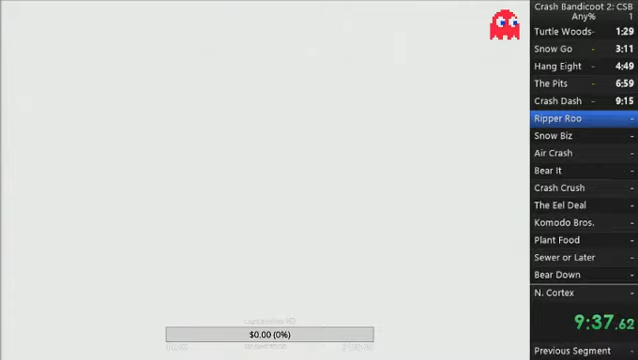 Crash Bandicoot 2: CSB
Any% 1
Turtle Woods - 1:29
Snow Go - 3:11
Hang Eight - 4:49
The Pits - 6:59
Crash Dash - 9:15
Ripper Roo -
Snow Biz -
Air Crash -
Bear It -
Crash Crush -
The Eel Deal -
Komodo Bros. -
Plant Food -
Sewer or Later -
Bear Down -
N. Cortex -
9:37.62
Previous Segment -
$0.00 (0%)